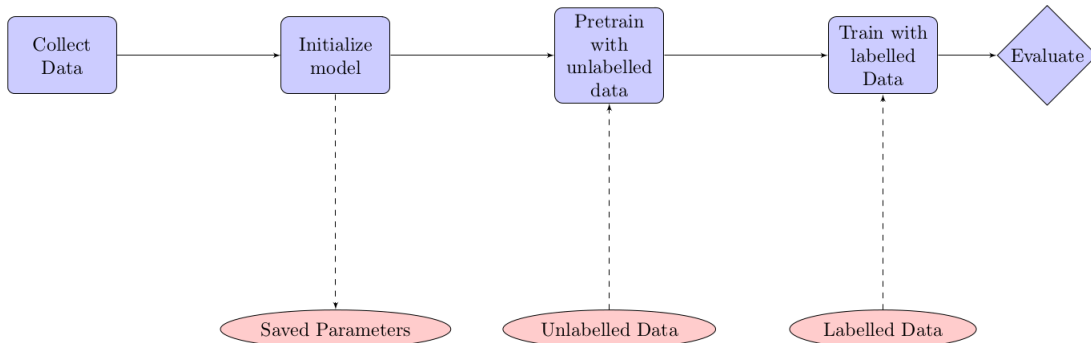 Collect
Data
Initialize
model
Pretrain
with
unlabelled
data
Train with
labelled
Data
Evaluate
Saved Parameters
Unlabelled Data
Labelled Data